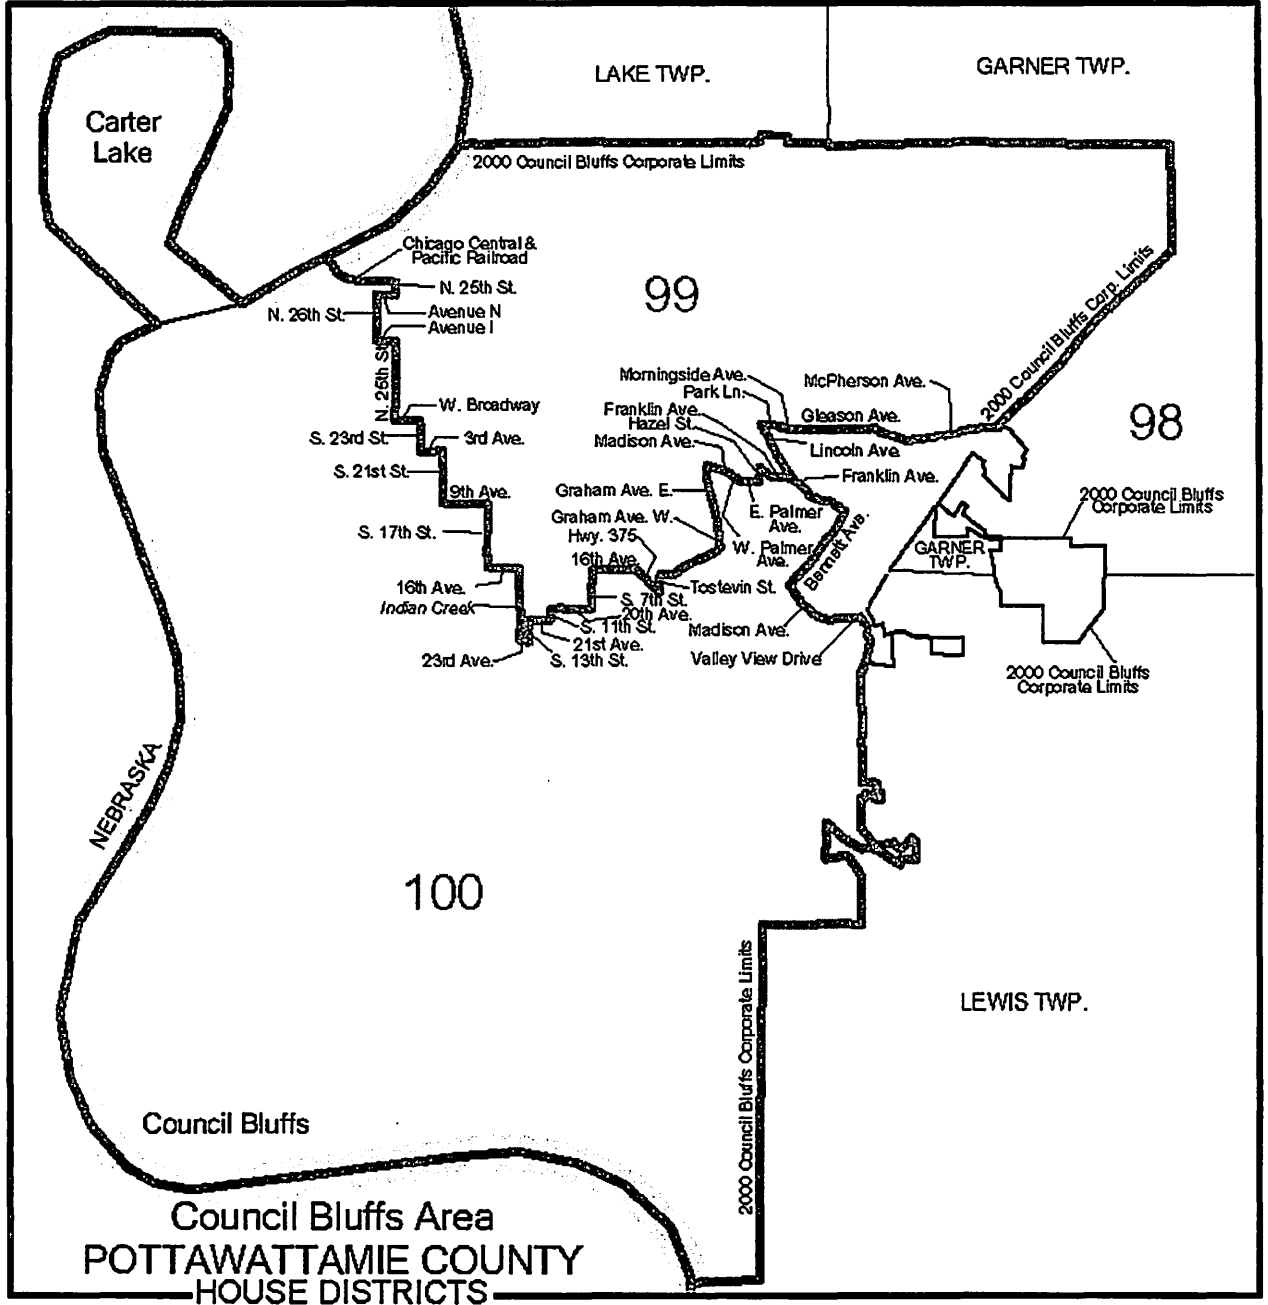 LAKE TWP.
GARNER TWP.
Carter
Lake
2000 Council Bluffs Corporate Limits
Chicago Central &
Pacific Railroad
N. 25th St.
N. 26th St.
Avenue N
Avenue I
99
2000 Council Bluffs Corp. Limits
N. 25th St.
Morningside Ave.
McPherson Ave.
Park Ln.
W. Broadway
Franklin Ave.
Gleason Ave.
Hazel St.
98
S. 23rd St.
3rd Ave.
Madison Ave.
Lincoln Ave.
S. 21st St.
Franklin Ave.
9th Ave.
Graham Ave. E.
2000 Council Bluffs
Corporate Limits
E. Palmer
Ave.
Graham Ave. W.
S. 17th St.
Hwy. 375
W. Palmer
Ave.
Bennett Ave.
GARNER
TWP.
16th Ave.
16th Ave.
Tostevin St.
Indian Creek
S. 7th St.
20th Ave.
S. 11th St.
Madison Ave.
21st Ave.
23rd Ave.
S. 13th St.
Valley View Drive
2000 Council Bluffs
Corporate Limits
NEBRASKA
100
2000 Council Bluffs Corporate Limits
LEWIS TWP.
Council Bluffs
Council Bluffs Area
POTTAWATTAMIE COUNTY
HOUSE DISTRICTS